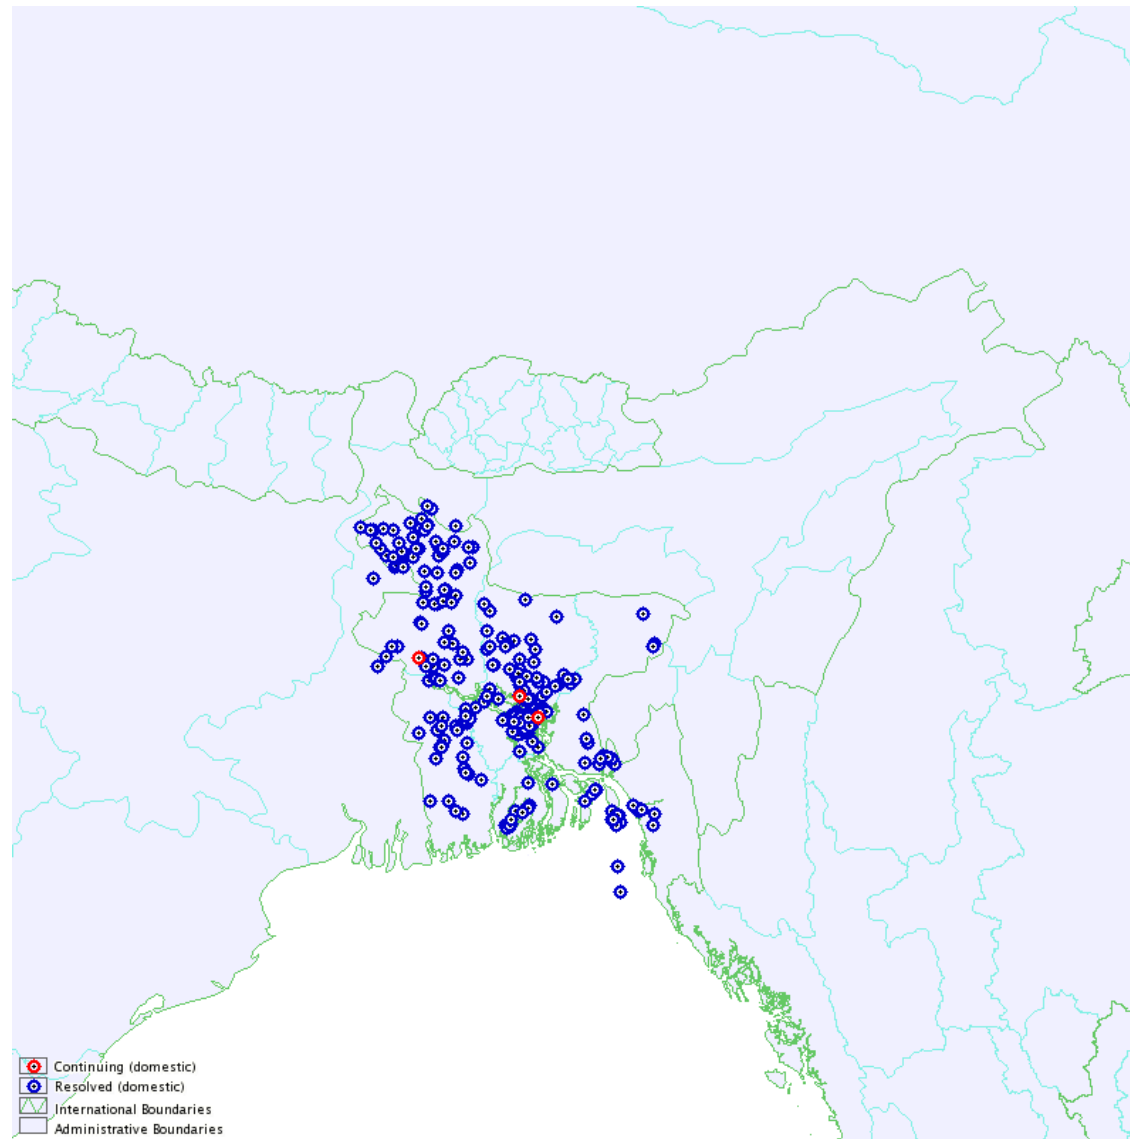 Continuing (domestic)
Resolved (domestic)
International Boundaries
Administrative Boundaries